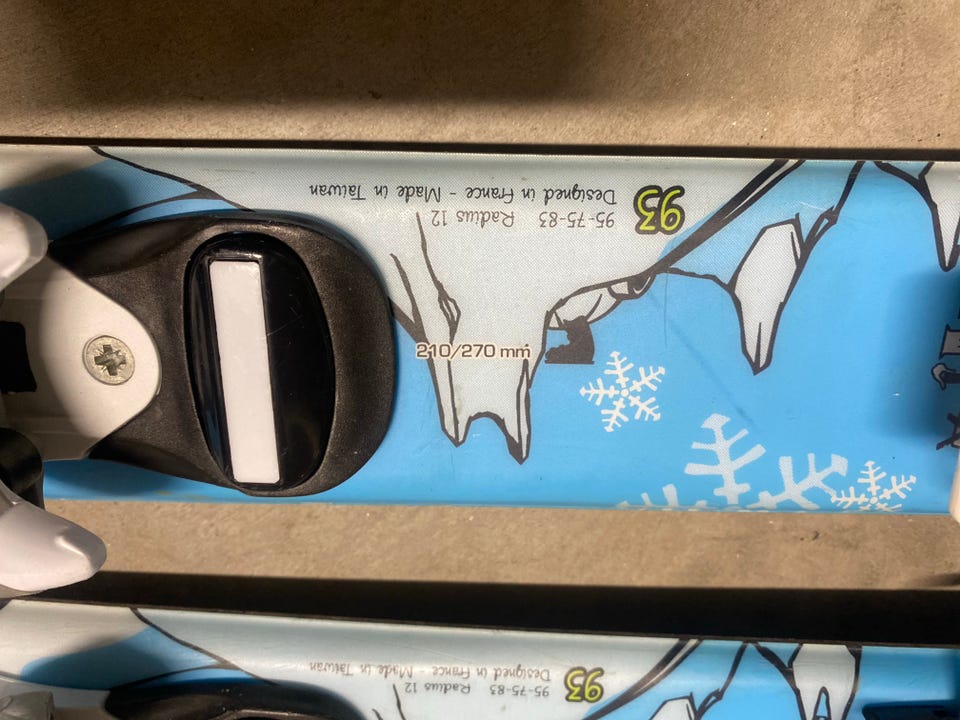 93
95-75-83 Radius 12
Designed in France - Made in Taiwan
210/270 mm
93
95-75-83 Radius 12
Designed in France - Made in Taiwan